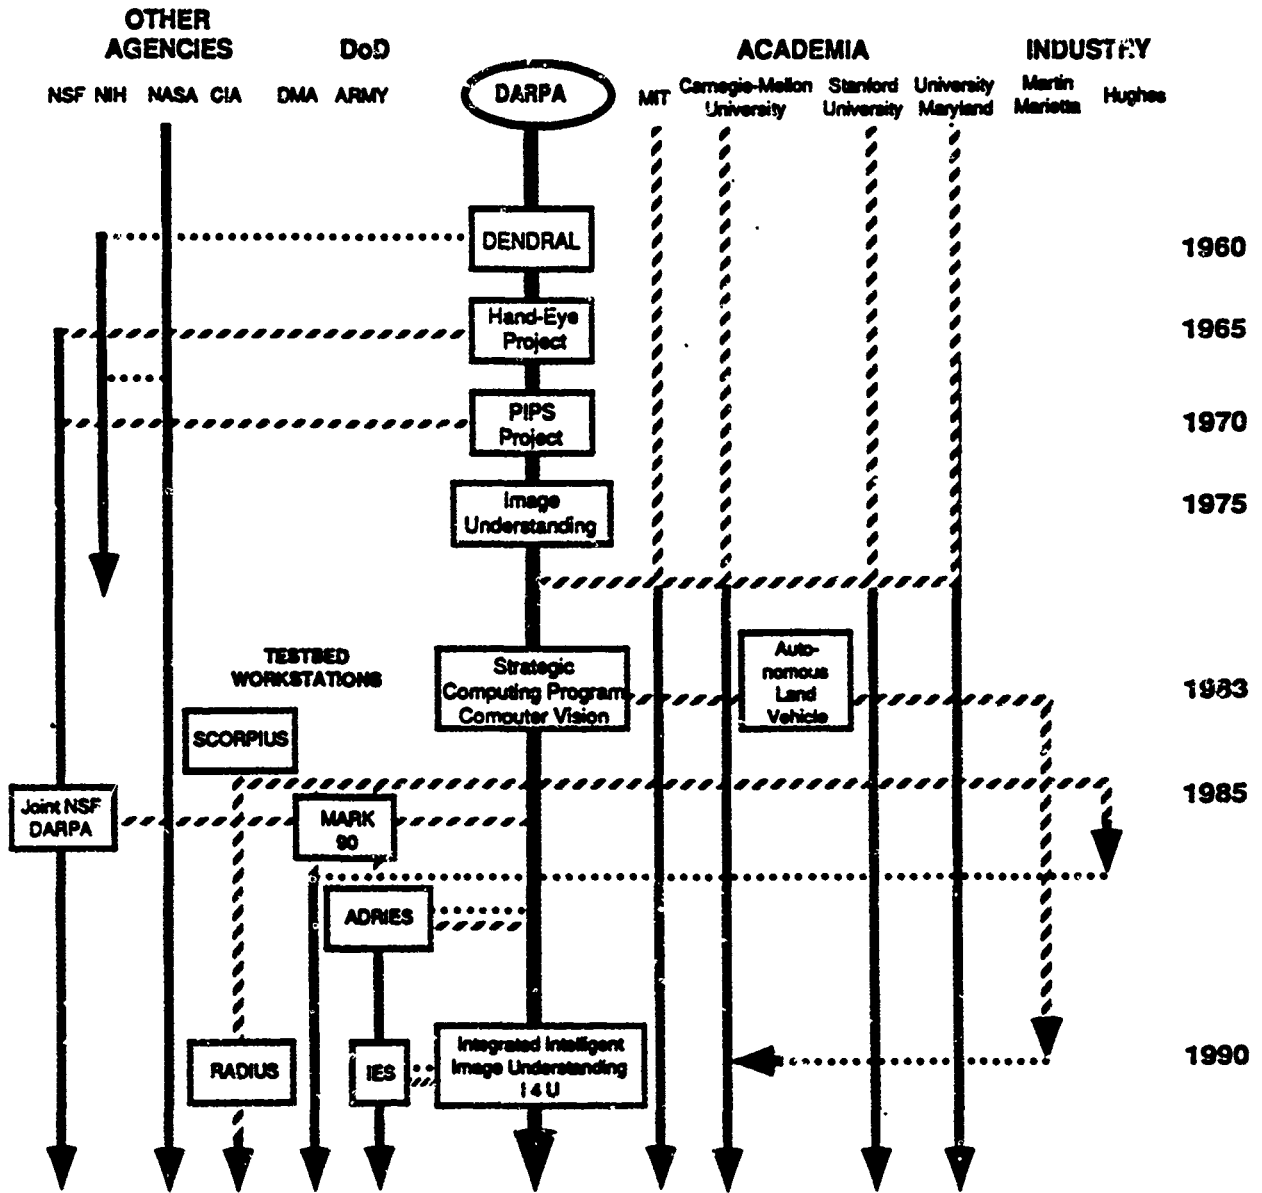 OTHER
AGENCIES
DoD
ACADEMIA
INDUSTRY
NSF NIH NASA CIA
DMA ARMY
DARPA
MIT
Carnegie-Mellon
University
Stanford
University
University
Maryland
Martin
Marietta
Hughes
DENDRAL
1960
Hand-Eye
Project
1965
PIPS
Project
1970
Image
Understanding
1975
TESTBED
WORKSTATIONS
Strategic
Computing Program
Computer Vision
Auto-
nomous
Land
Vehicle
1983
SCORPIUS
Joint NSF
DARPA
MARK
90
1985
ADRIES
RADIUS
IES
Integrated Intelligent
Image Understanding
I 4 U
1990